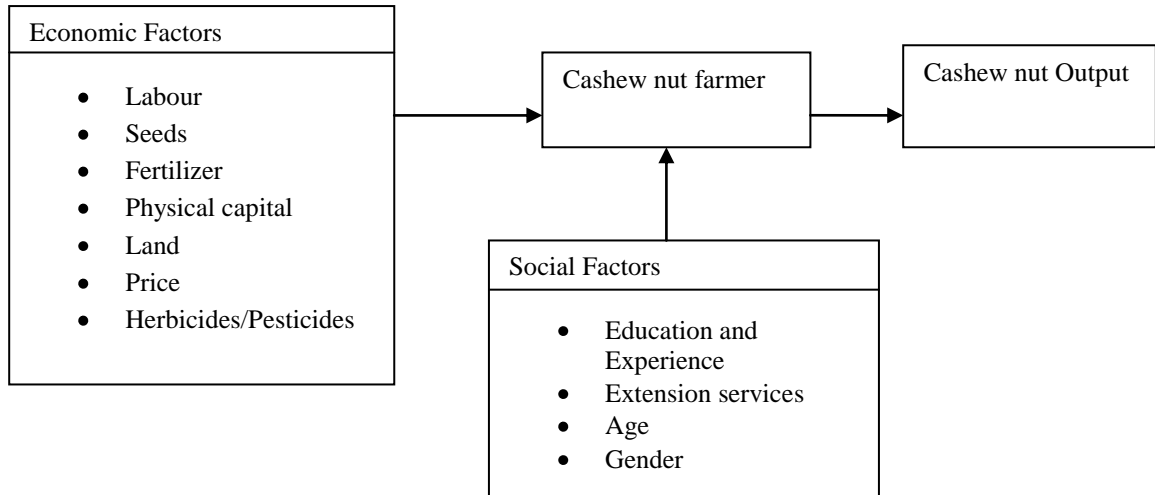 Economic Factors
• Labour
• Seeds
• Fertilizer
• Physical capital
• Land
• Price
• Herbicides/Pesticides
Cashew nut farmer
Cashew nut Output
Social Factors
• Education and
Experience
• Extension services
• Age
• Gender